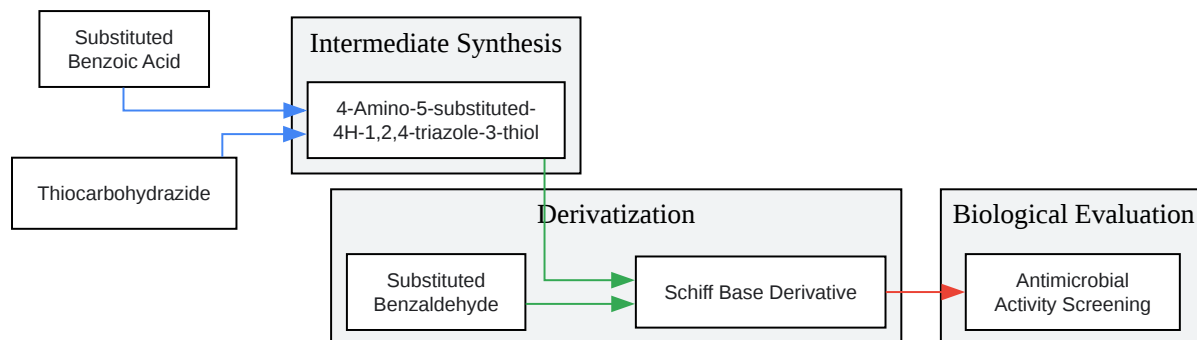 Substituted
Benzoic Acid
Intermediate Synthesis
4-Amino-5-substituted-
4H-1,2,4-triazole-3-thiol
Thiocarbohydrazide
Derivatization
Biological Evaluation
Substituted
Benzaldehyde
Schiff Base Derivative
Antimicrobial
Activity Screening